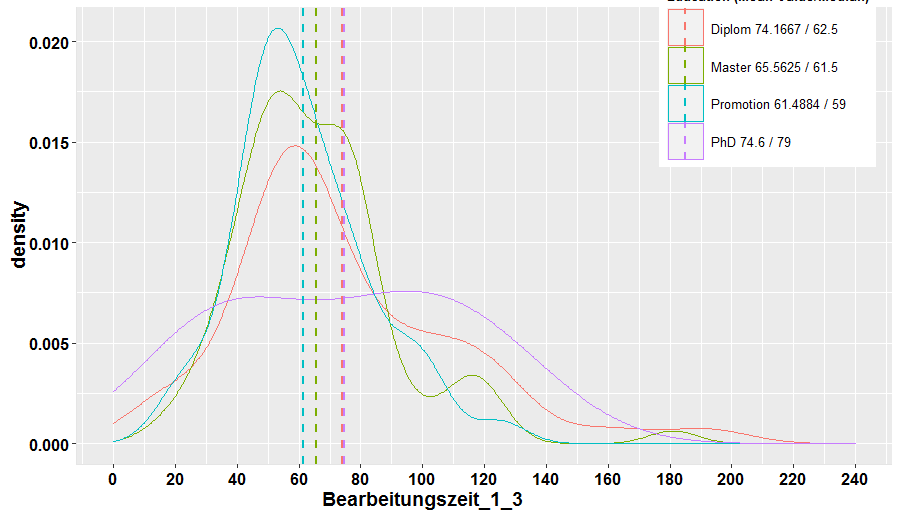 Diplom 74.1667 / 62.5
Master 65.5625 / 61.5
Promotion 61.4884 / 59
PhD 74.6 / 79
density
0.020
0.015
0.010
0.005
0.000
0 20 40 60 80 100 120 140 160 180 200 220 240
Bearbeitungszeit_1_3